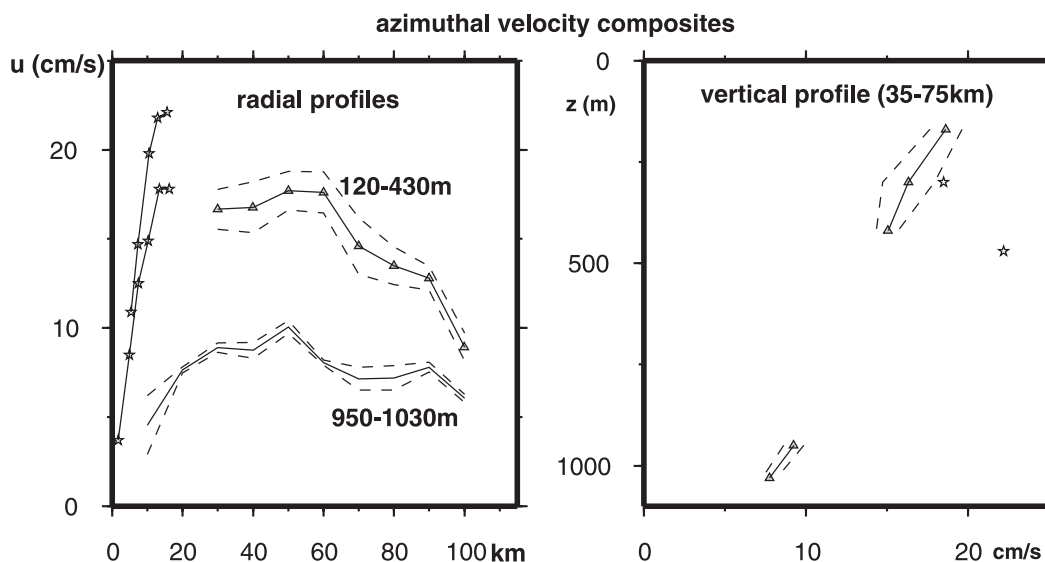 azimuthal velocity composites
u (cm/s)
radial profiles
20
120-430m
10
950-1030m
0
0 20 40 60 80 100 km
0
z (m)
vertical profile (35-75km)
500
1000
0 10 20 cm/s